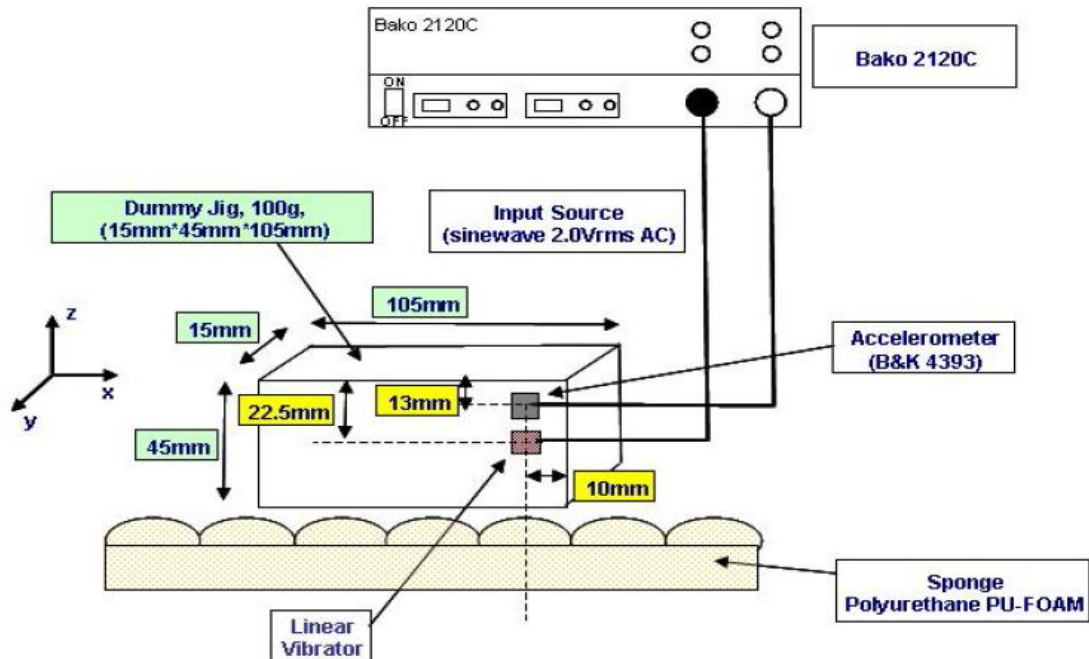 Bako 2120C
Bako 2120C
ON
OFF
Dummy Jig, 100g,
(15mm*45mm*105mm)
Input Source
(sinewave 2.0Vrms AC)
105mm
15mm
z
x
y
Accelerometer
(B&K 4393)
13mm
22.5mm
45mm
10mm
Sponge
Polyurethane PU-FOAM
Linear
Vibrator